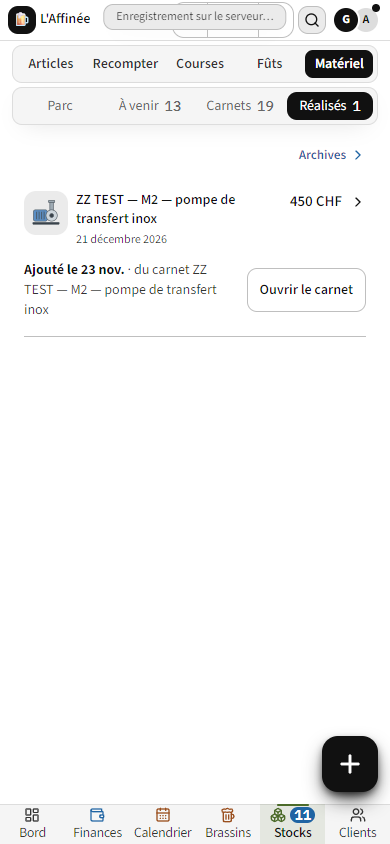 L'Affinée
Enregistrement sur le serveur…
G
A
Articles
Recompter
Courses
Fûts
Matériel
Parc
À venir 13
Carnets 19
Réalisés 1
Archives
ZZ TEST — M2 — pompe de
transfert inox
450 CHF
21 décembre 2026
Ajouté le 23 nov. · du carnet ZZ
TEST — M2 — pompe de transfert
inox
Ouvrir le carnet
Bord
Finances
Calendrier
Brassins
11
Stocks
Clients